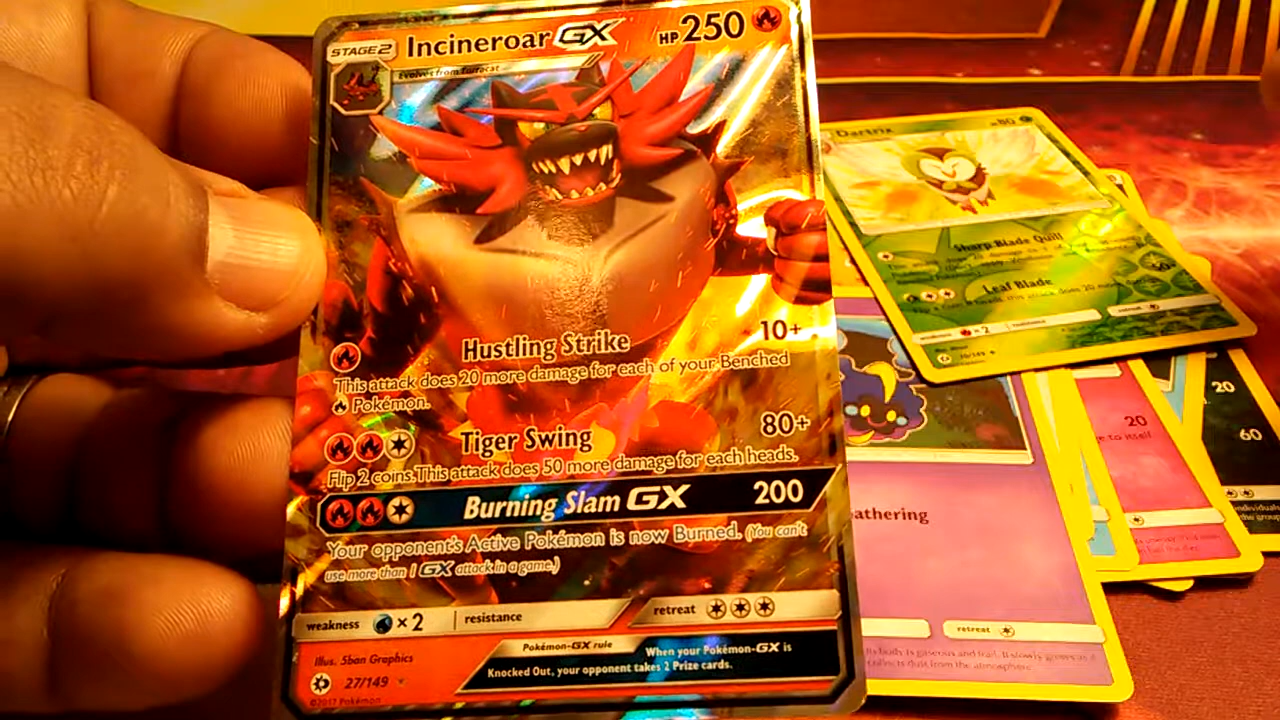 STAGE 2 Incineroar GX HP 250
Evolves from Torracat
Hustling Strike 10+
This attack does 20 more damage for each of your Benched
Pokémon.
Tiger Swing 80+
Flip 2 coins. This attack does 50 more damage for each heads.
Burning Slam GX 200
Your opponent's Active Pokémon is now Burned. (You can't
use more than 1 GX attack in a game.)
weakness ×2 resistance retreat
Pokémon-GX rule When your Pokémon-GX is
Knocked Out, your opponent takes 2 Prize cards.
Illus. 5ban Graphics
27/149
©2017 Pokémon
Dartrix 80
Sharp Blade Quill
Leaf Blade
×2
retreat
10/149
athering
retreat
20
to itself
20
60